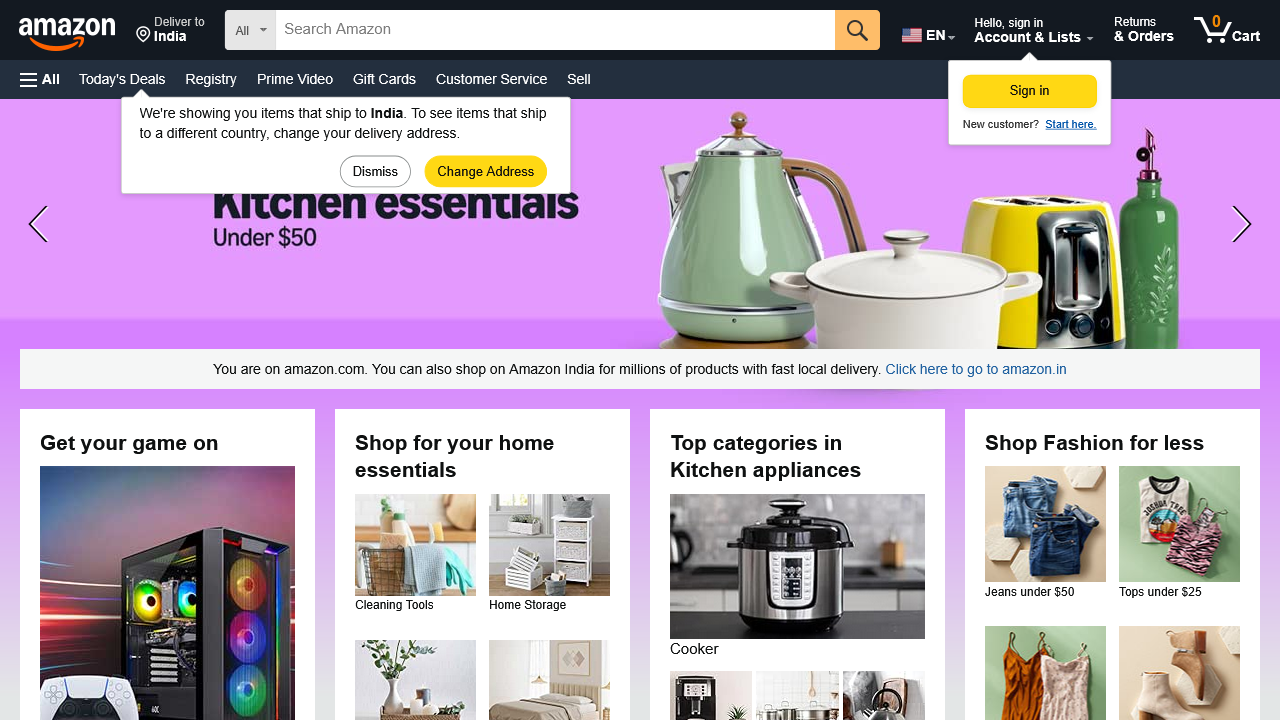 amazon
Deliver to
India
All
Search Amazon
EN
Hello, sign in
Account & Lists
Returns
& Orders
0
Cart
All
Today's Deals
Registry
Prime Video
Gift Cards
Customer Service
Sell
Sign in
New customer? Start here.
We're showing you items that ship to India. To see items that ship
to a different country, change your delivery address.
Dismiss
Change Address
Kitchen essentials
Under $50
You are on amazon.com. You can also shop on Amazon India for millions of products with fast local delivery. Click here to go to amazon.in
Get your game on
Shop for your home
essentials
Cleaning Tools
Home Storage
Top categories in
Kitchen appliances
Cooker
Shop Fashion for less
Jeans under $50
Tops under $25